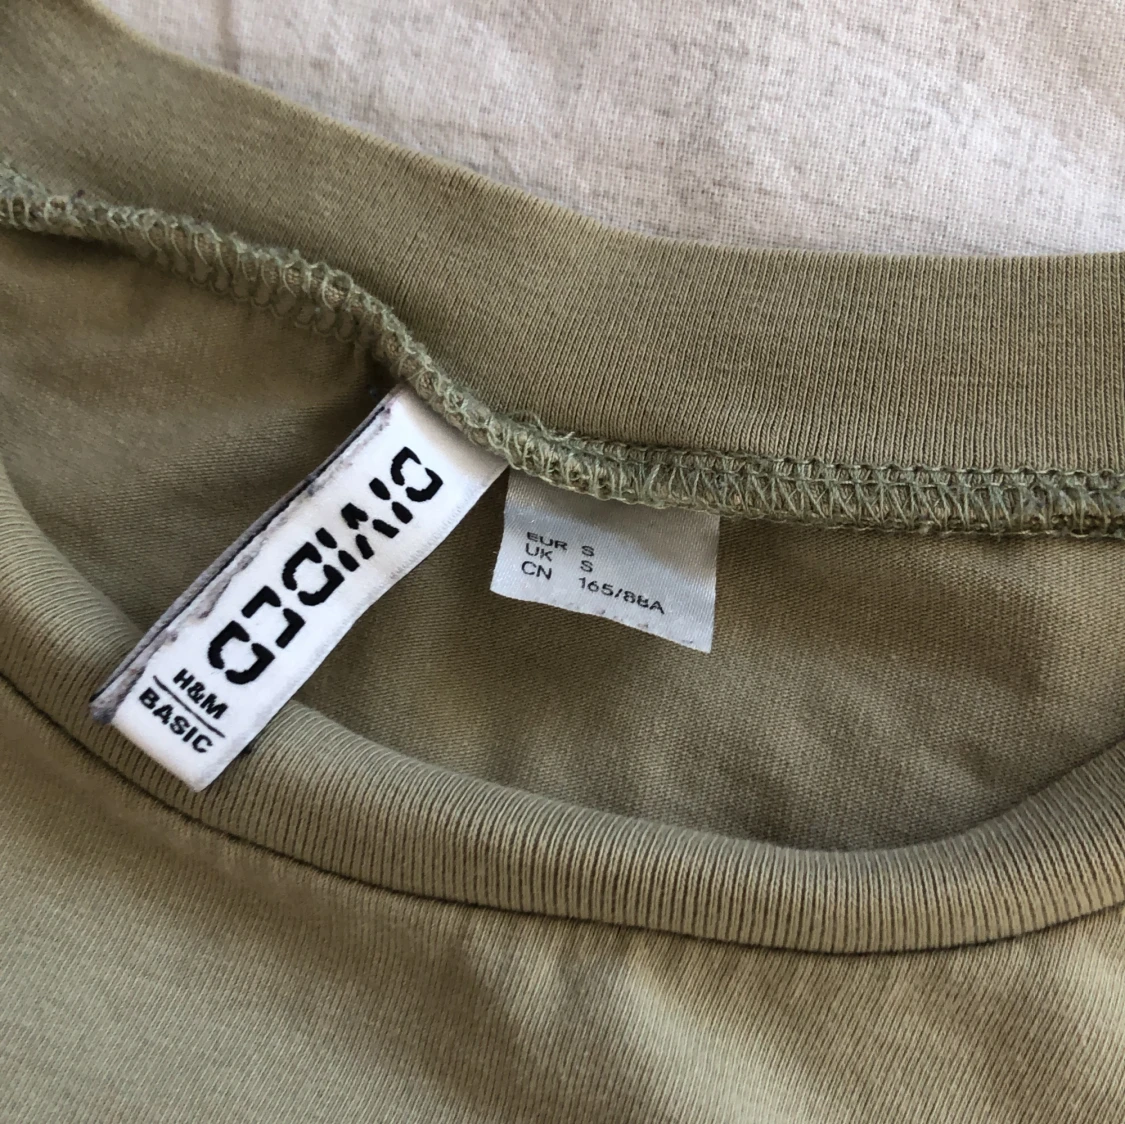 DIVIDED
H&M
BASIC
EUR S
UK S
CN 165/88A